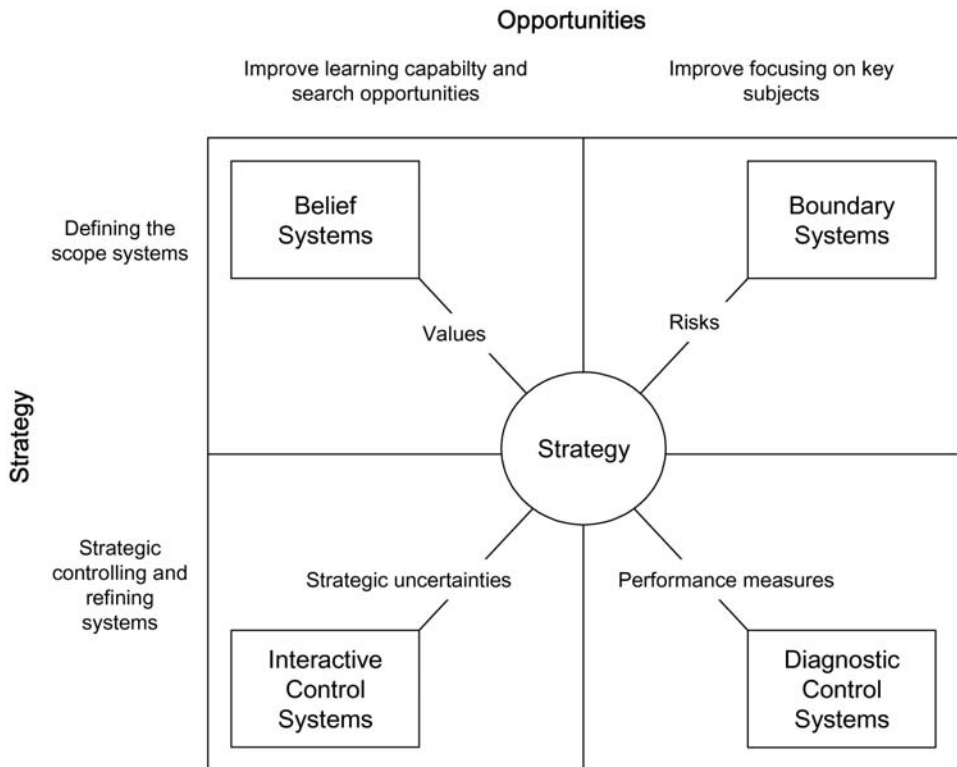 Opportunities
Improve learning capabilty and
search opportunities
Improve focusing on key
subjects
Defining the
scope systems
Belief
Systems
Boundary
Systems
Values
Risks
Strategy
Strategy
Strategic
controlling and
refining
systems
Strategic uncertainties
Performance measures
Interactive
Control
Systems
Diagnostic
Control
Systems